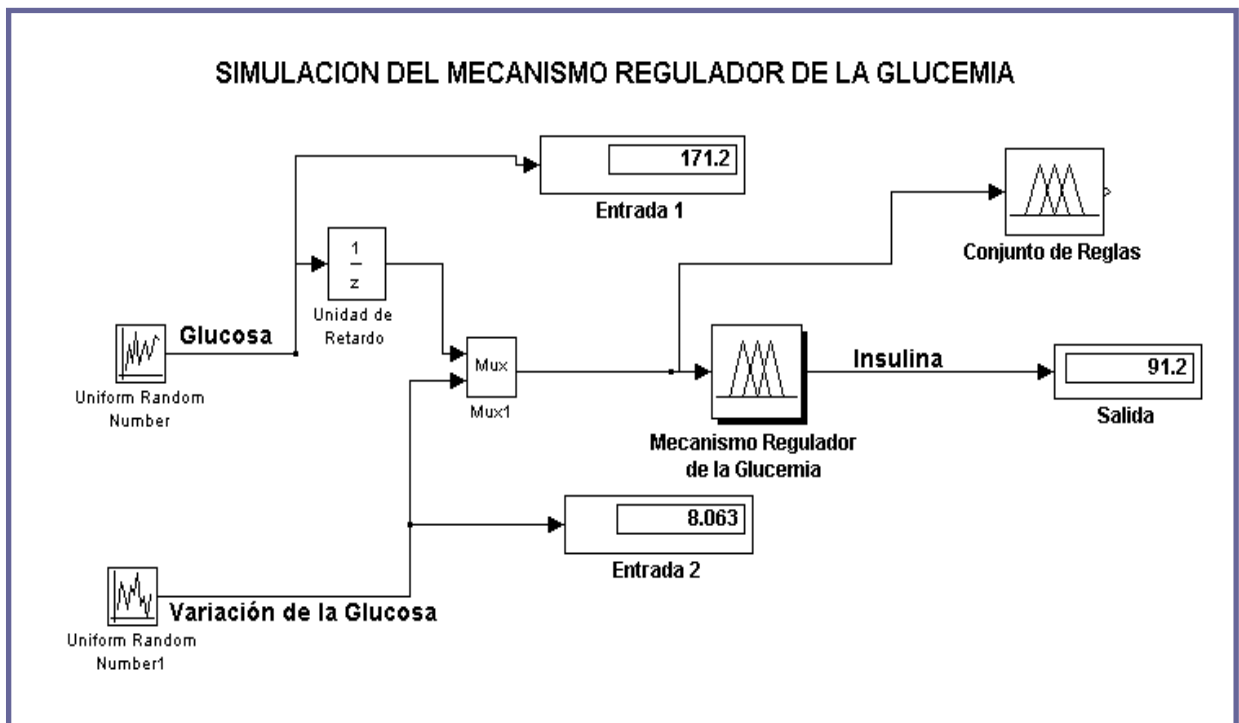 SIMULACION DEL MECANISMO REGULADOR DE LA GLUCEMIA
171.2
Entrada 1
Conjunto de Reglas
1
z
Unidad de
Retardo
Glucosa
Uniform Random
Number
Mux
Mux1
Mecanismo Regulador
de la Glucemia
Insulina
91.2
Salida
8.063
Entrada 2
Variación de la Glucosa
Uniform Random
Number1